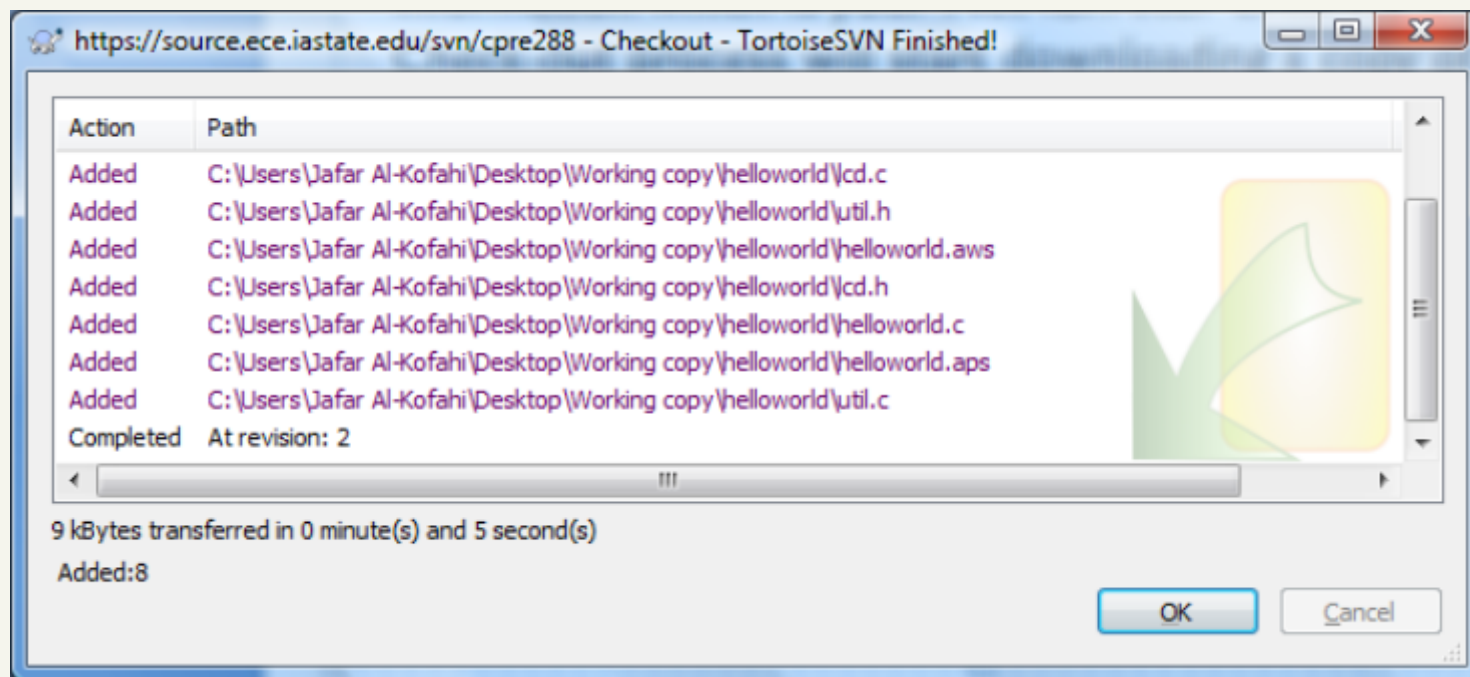 https://source.ece.iastate.edu/svn/cpre288 - Checkout - TortoiseSVN Finished!
Action Path
Added C:\Users\Jafar Al-Kofahi\Desktop\Working copy\helloworld\lcd.c
Added C:\Users\Jafar Al-Kofahi\Desktop\Working copy\helloworld\util.h
Added C:\Users\Jafar Al-Kofahi\Desktop\Working copy\helloworld\helloworld.aws
Added C:\Users\Jafar Al-Kofahi\Desktop\Working copy\helloworld\lcd.h
Added C:\Users\Jafar Al-Kofahi\Desktop\Working copy\helloworld\helloworld.c
Added C:\Users\Jafar Al-Kofahi\Desktop\Working copy\helloworld\helloworld.aps
Added C:\Users\Jafar Al-Kofahi\Desktop\Working copy\helloworld\util.c
Completed At revision: 2
9 kBytes transferred in 0 minute(s) and 5 second(s)
Added:8
OK Cancel